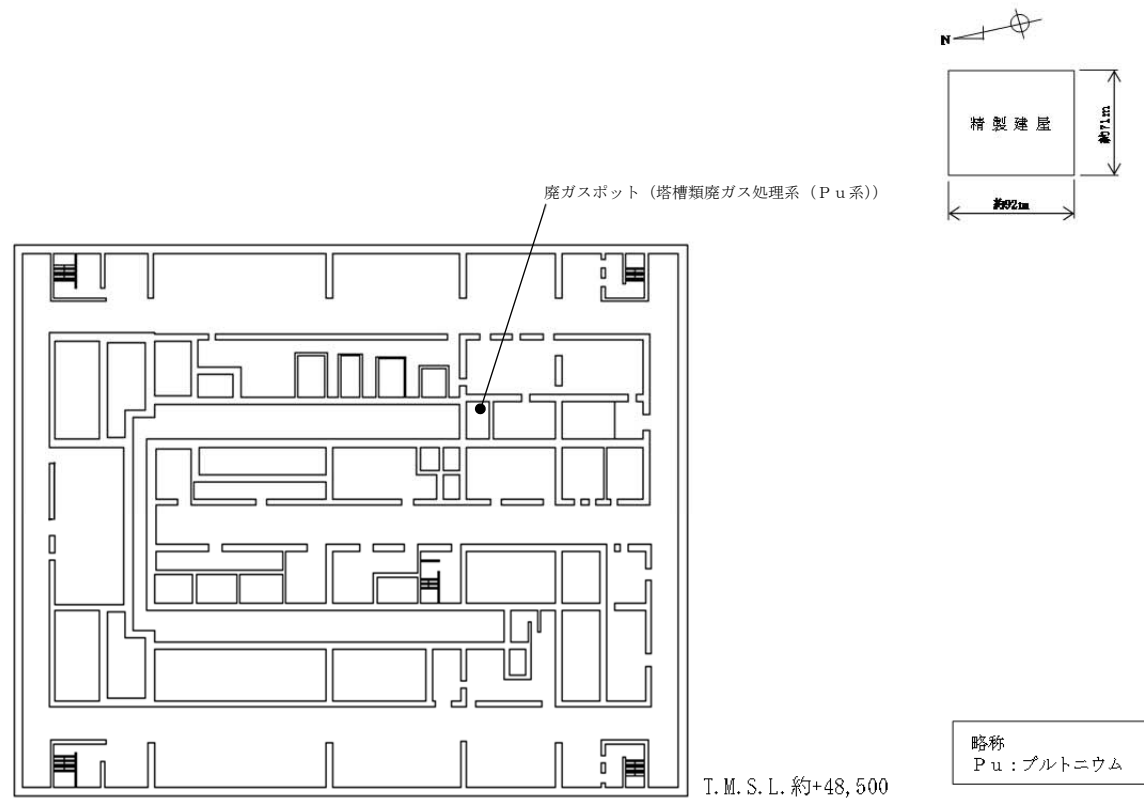 N
精製建屋
約71m
約92m
廃ガスポット（塔槽類廃ガス処理系（Ｐｕ系））
T.M.S.L.約+48,500
略称
Ｐｕ：プルトニウム